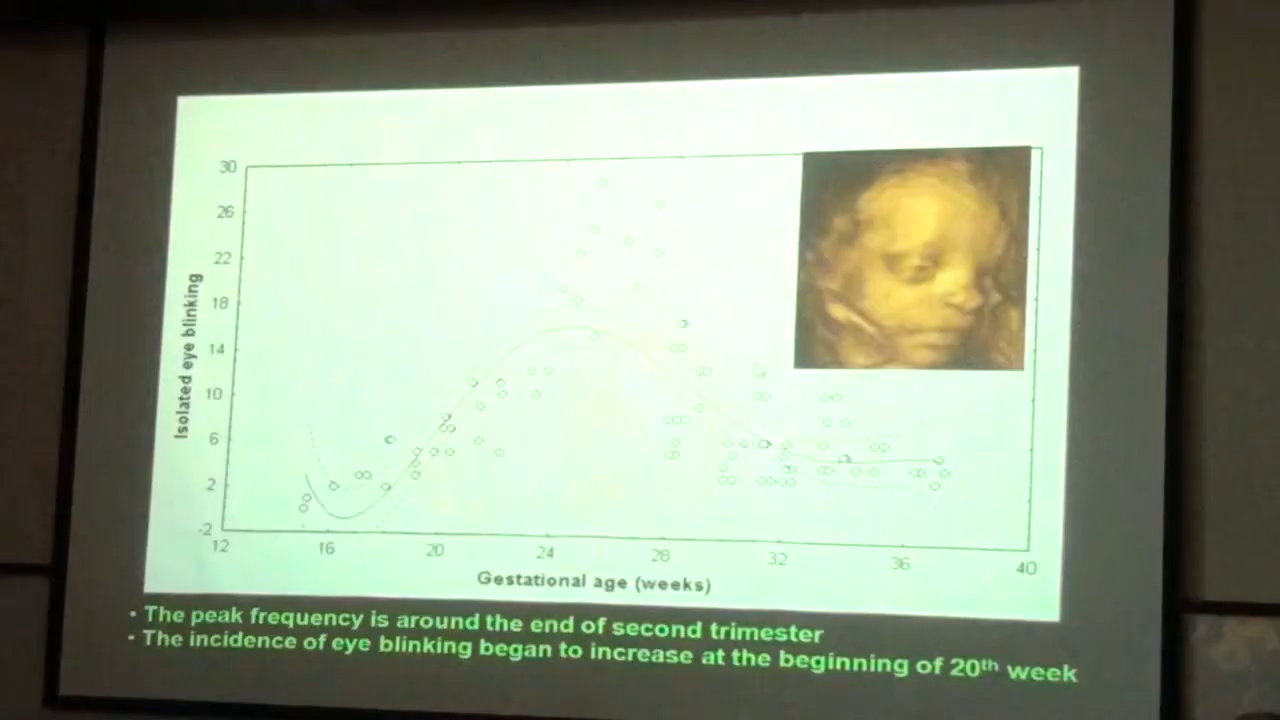 30
26
22
18
14
10
6
2
-2
Isolated eye blinking
12 16 20 24 28 32 36 40
Gestational age (weeks)
• The peak frequency is around the end of second trimester
• The incidence of eye blinking began to increase at the beginning of 20th week